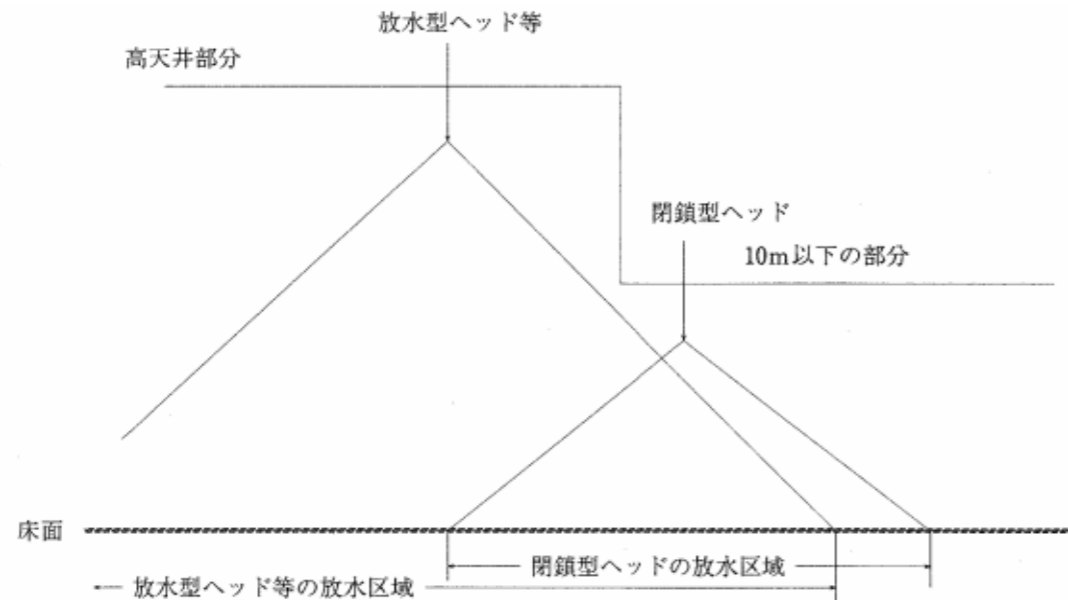 放水型ヘッド等
高天井部分
閉鎖型ヘッド
10m以下の部分
床面
閉鎖型ヘッドの放水区域
放水型ヘッド等の放水区域